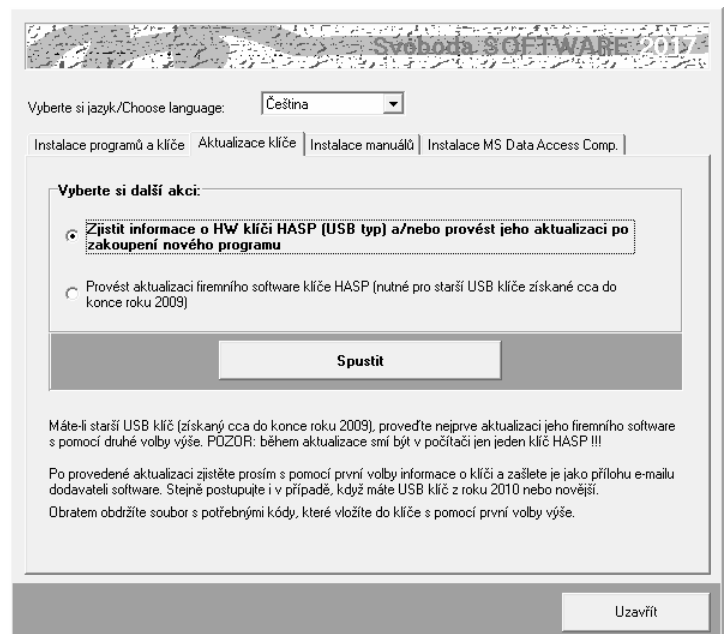 Svoboda SOFTWARE 2017
Vyberte si jazyk/Choose language:
Čeština
Instalace programů a klíče
Aktualizace klíče
Instalace manuálů
Instalace MS Data Access Comp.
Vyberte si další akci:
Zjistit informace o HW klíči HASP (USB typ) a/nebo provést jeho aktualizaci po
zakoupení nového programu
Provést aktualizaci firemního software klíče HASP (nutné pro starší USB klíče získané cca do
konce roku 2009)
Spustit
Máte-li starší USB klíč (získaný cca do konce roku 2009), proveďte nejprve aktualizaci jeho firemního software
s pomocí druhé volby výše. POZOR: během aktualizace smí být v počítači jen jeden klíč HASP !!!
Po provedené aktualizaci zjistěte prosím s pomocí první volby informace o klíči a zašlete je jako přílohu e-mailu
dodavateli software. Stejně postupujte i v případě, když máte USB klíč z roku 2010 nebo novější.
Obratem obdržíte soubor s potřebnými kódy, které vložíte do klíče s pomocí první volby výše.
Uzavřít